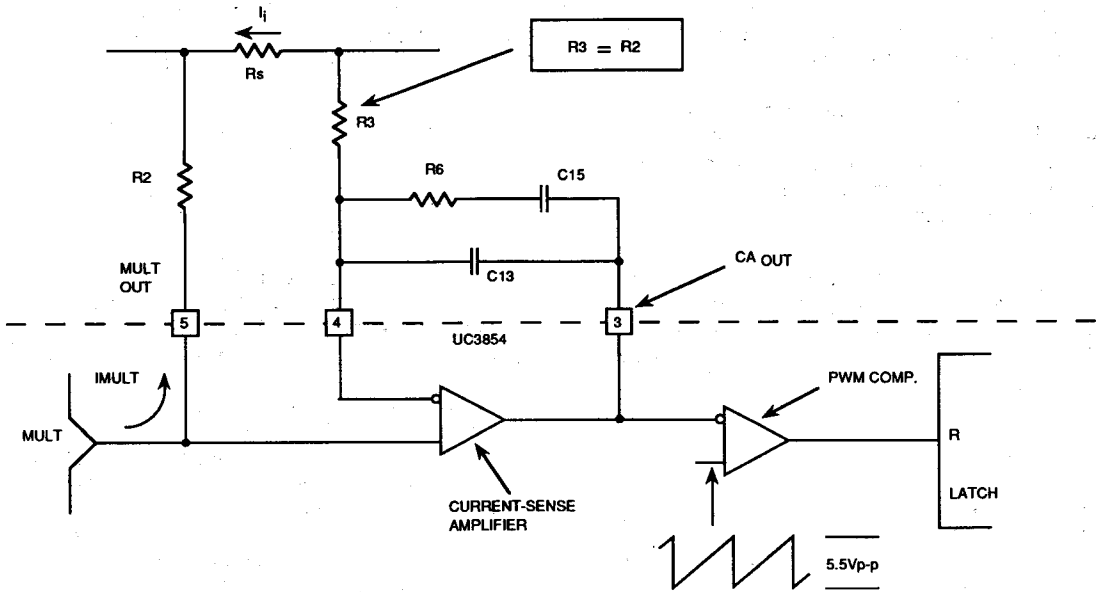 Ii
Rs
R3 = R2
R3
R2
R6
C15
C13
MULT
OUT
CA OUT
5
4
3
UC3854
IMULT
MULT
PWM COMP.
R
LATCH
CURRENT-SENSE
AMPLIFIER
5.5Vp-p